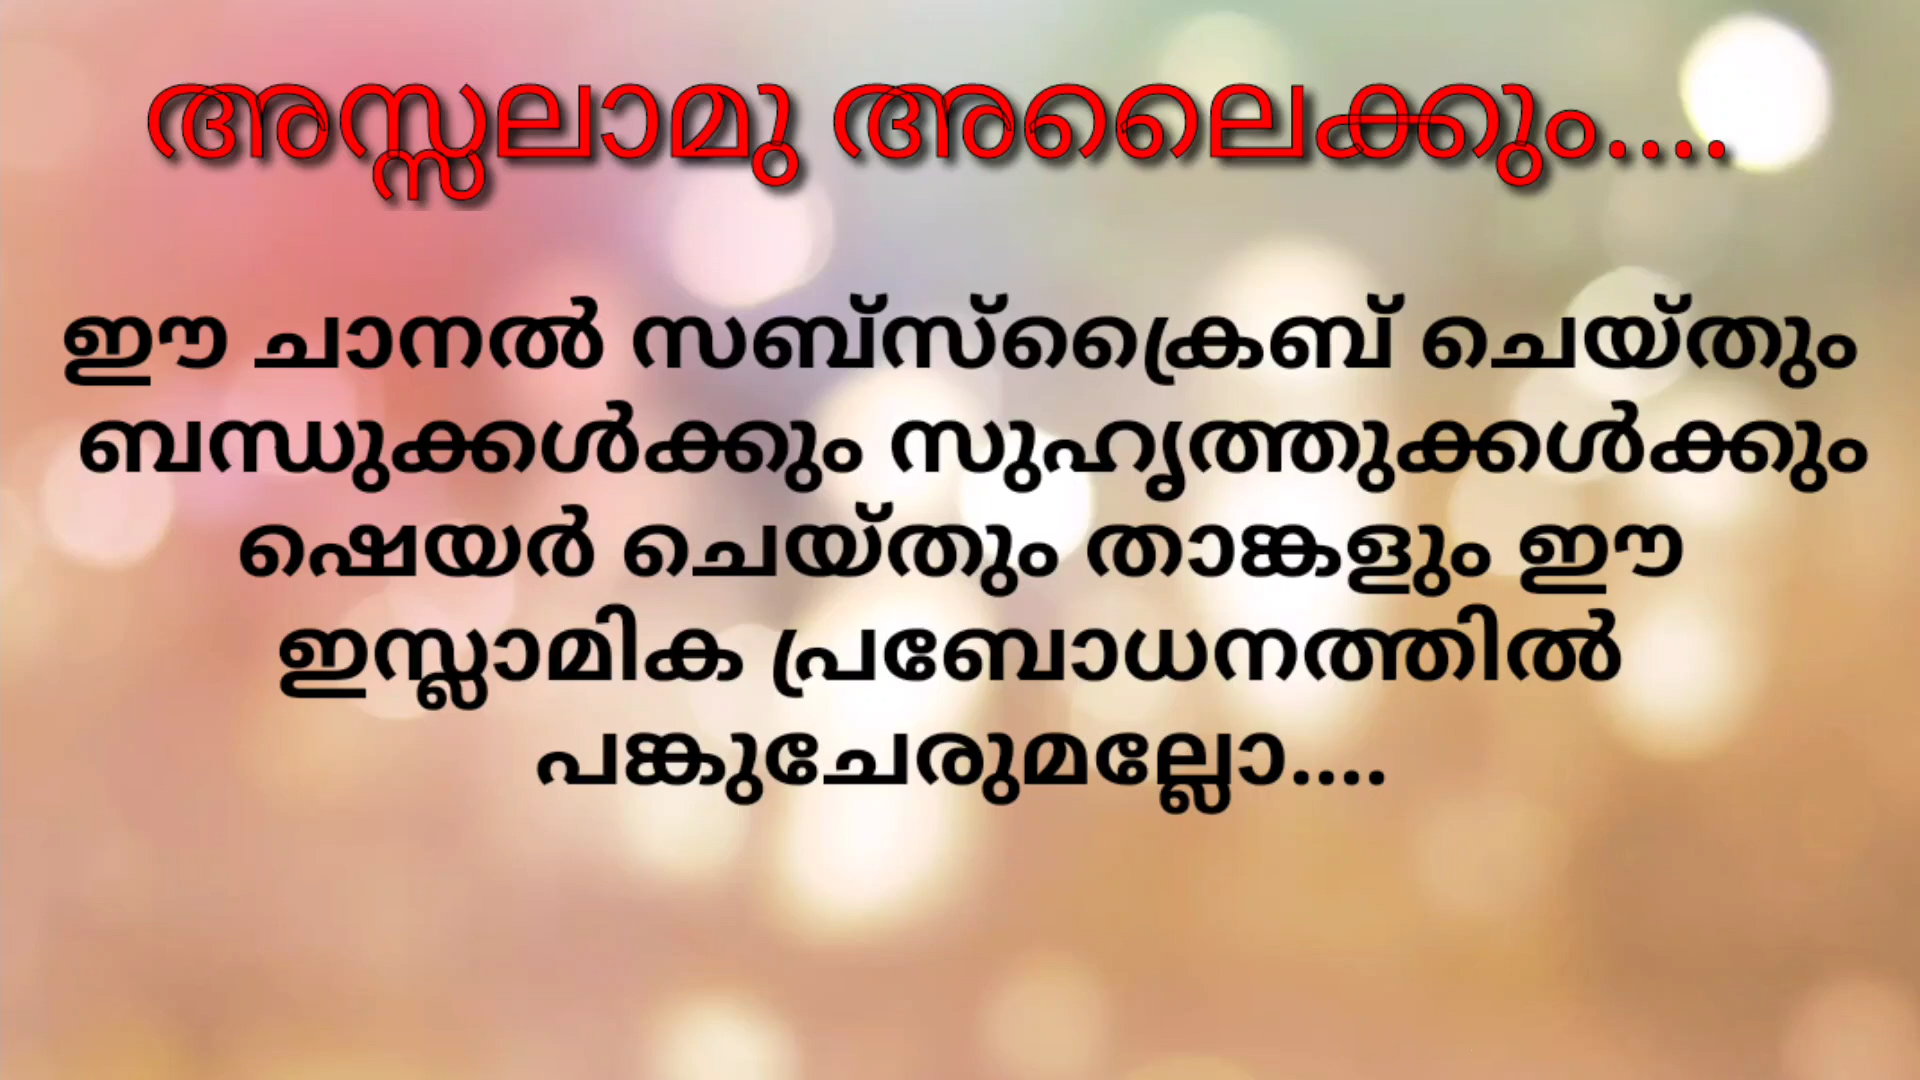 അസ്സലാമു അലൈക്കും....
ഈ ചാനൽ സബ്സ്ക്രൈബ് ചെയ്തും
ബന്ധുക്കൾക്കും സുഹൃത്തുക്കൾക്കും
ഷെയർ ചെയ്തും താങ്കളും ഈ
ഇസ്ലാമിക പ്രബോധനത്തിൽ
പങ്കുചേരുമല്ലോ....